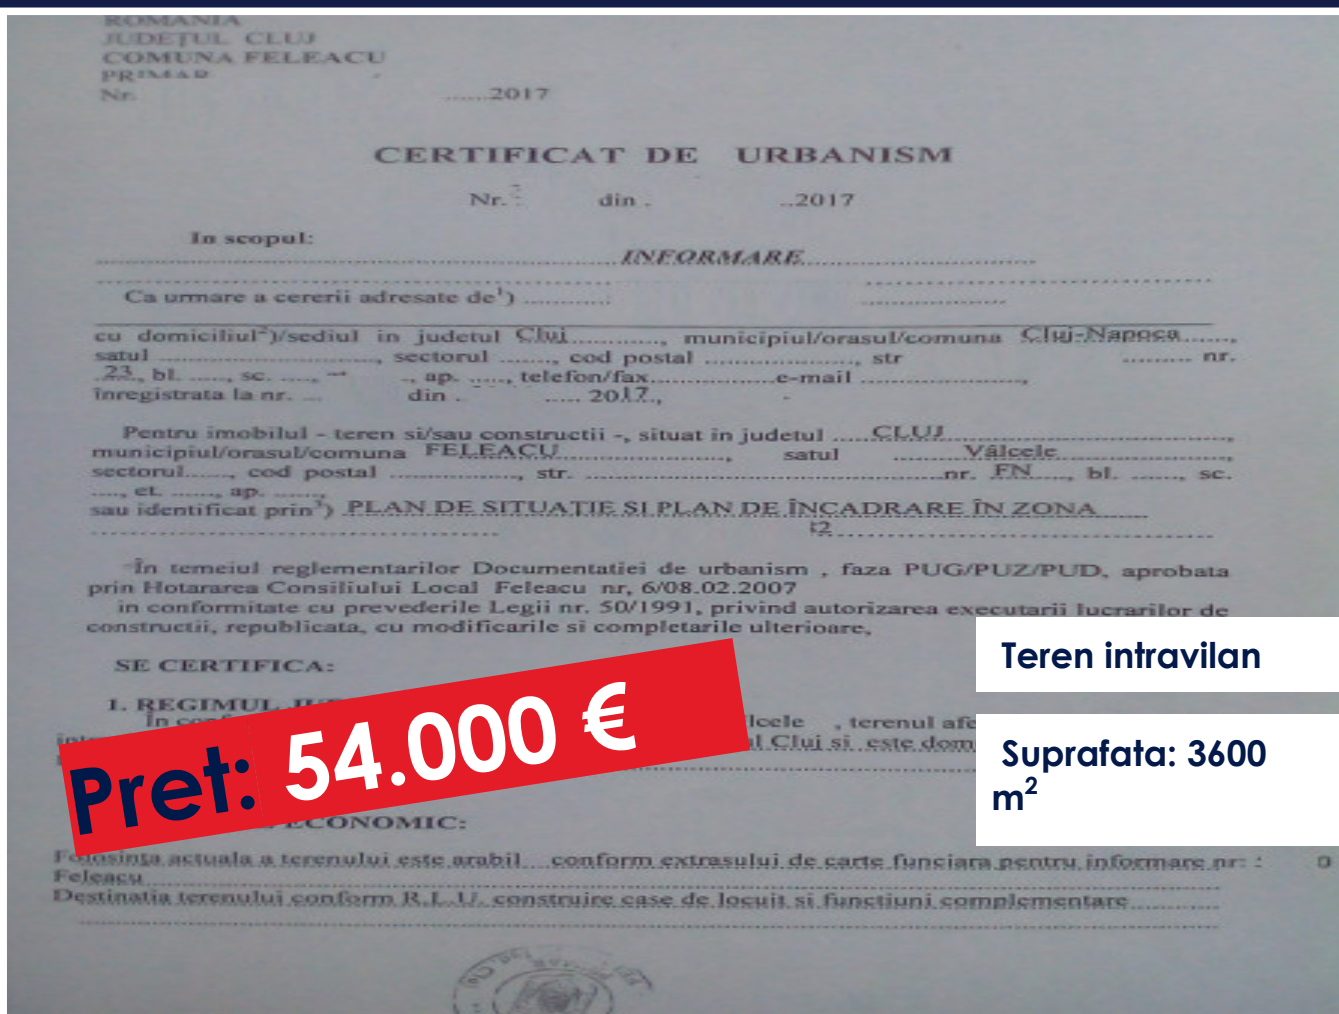 ROMANIA
JUDEŢUL CLUJ
COMUNA FELEACU
PRIMAR
Nr. ......2017
CERTIFICAT DE URBANISM
Nr. din . ..2017
In scopul:
INFORMARE
Ca urmare a cererii adresate de¹) ..........
cu domiciliul²)/sediul in judetul Cluj............, municipiul/orasul/comuna Cluj-Napoca......,
satul ............................, sectorul ......., cod postal ..................., str ......... nr.
23, bl. ......, sc. ....., ., ap. ....., telefon/fax................e-mail .....................,
înregistrata la nr. ... din . ..... 2017.,
Pentru imobilul - teren si/sau constructii -, situat in judetul .....CLUJ
municipiul/orasul/comuna FELEACU......................, satul ........Vâlcele
sectorul......, cod postal ................, str. ..........nr. FN....., bl. ......., sc.
....., et. ......, ap. .......,
sau identificat prin³) PLAN DE SITUAŢIE SI PLAN DE ÎNCADRARE ÎN ZONA
În temeiul reglementarilor Documentatiei de urbanism , faza PUG/PUZ/PUD, aprobata
prin Hotararea Consiliului Local Feleacu nr, 6/08.02.2007
in conformitate cu prevederile Legii nr. 50/1991, privind autorizarea executarii lucrarilor de
constructii, republicata, cu modificarile si completarile ulterioare,
SE CERTIFICA:
1. REGIMUL
În , terenul
Cluj si este
Pret: 54.000 €
Teren intravilan
Suprafata: 3600
m²
ECONOMIC:
Folosinţa actuala a terenului este arabil conform extrasului de carte funciara pentru informare nr:
Feleacu
Destinatia terenului conform R.L.U. construire case de locuit si functiuni complementare